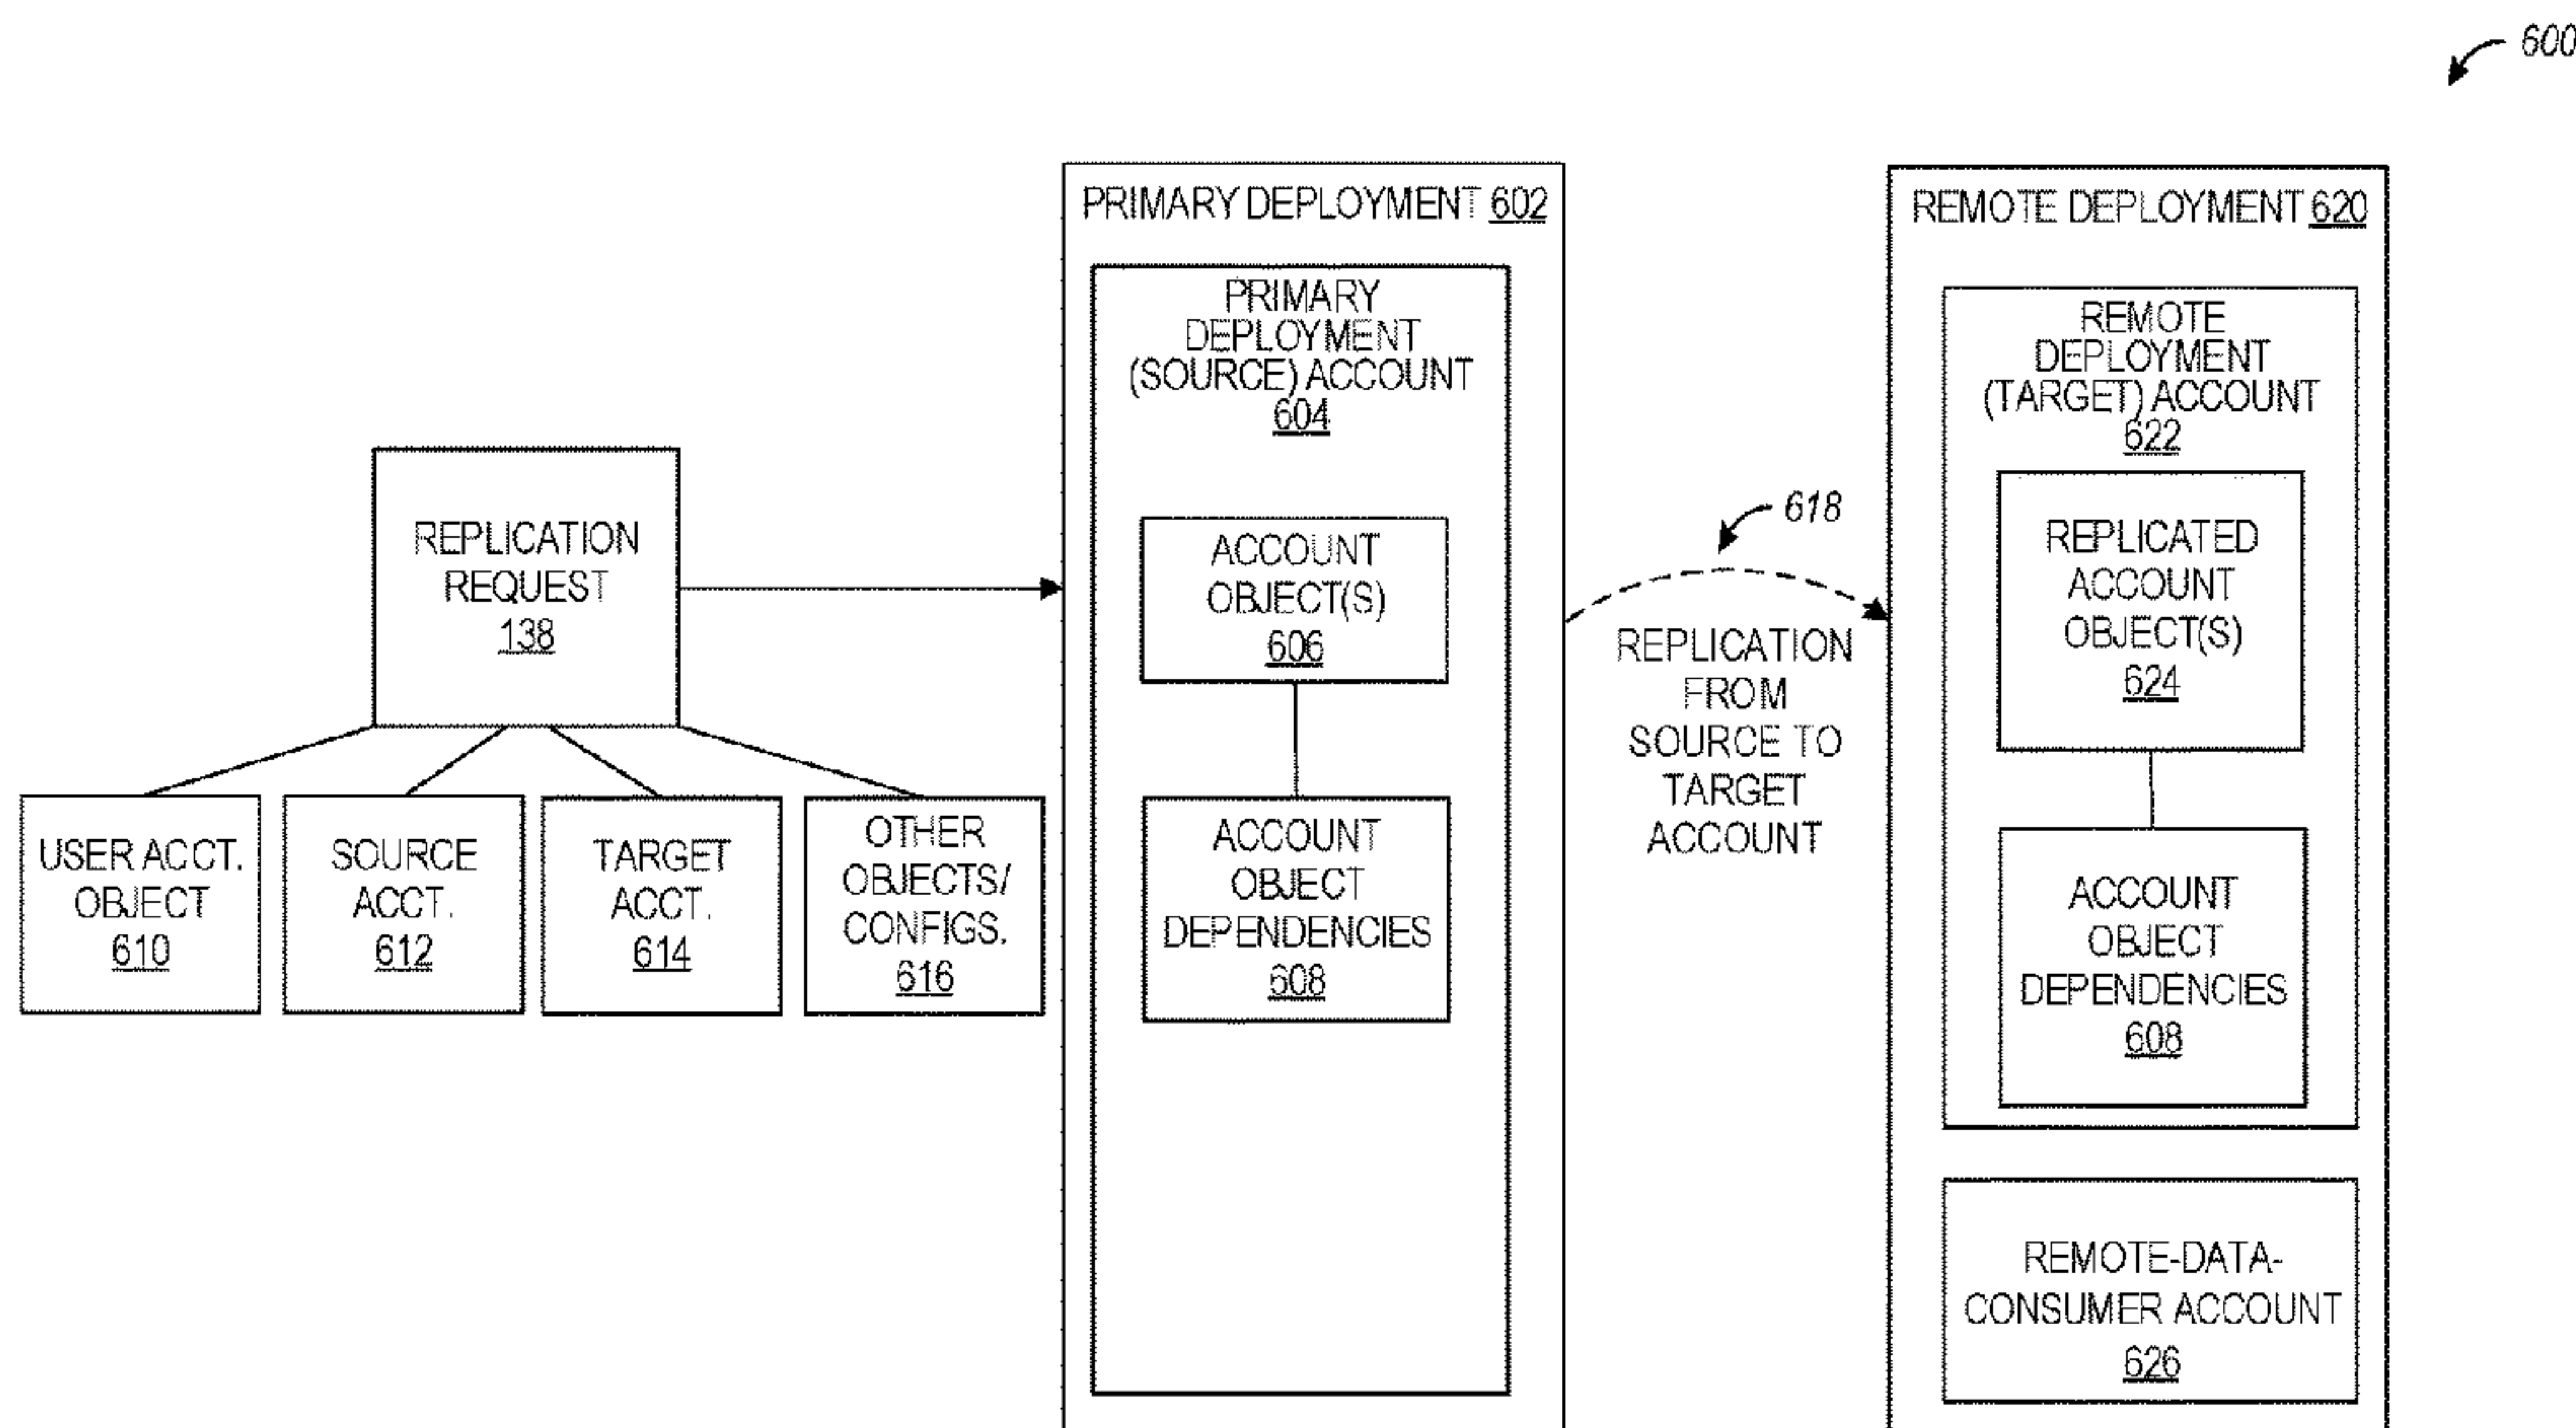 600
PRIMARY DEPLOYMENT 602
PRIMARY
DEPLOYMENT
(SOURCE) ACCOUNT
604
ACCOUNT
OBJECT(S)
606
ACCOUNT
OBJECT
DEPENDENCIES
608
REPLICATION
REQUEST
138
USER ACCT.
OBJECT
610
SOURCE
ACCT.
612
TARGET
ACCT.
614
OTHER
OBJECTS/
CONFIGS.
616
618
REPLICATION
FROM
SOURCE TO
TARGET
ACCOUNT
REMOTE DEPLOYMENT 620
REMOTE
DEPLOYMENT
(TARGET) ACCOUNT
622
REPLICATED
ACCOUNT
OBJECT(S)
624
ACCOUNT
OBJECT
DEPENDENCIES
608
REMOTE-DATA-
CONSUMER ACCOUNT
626